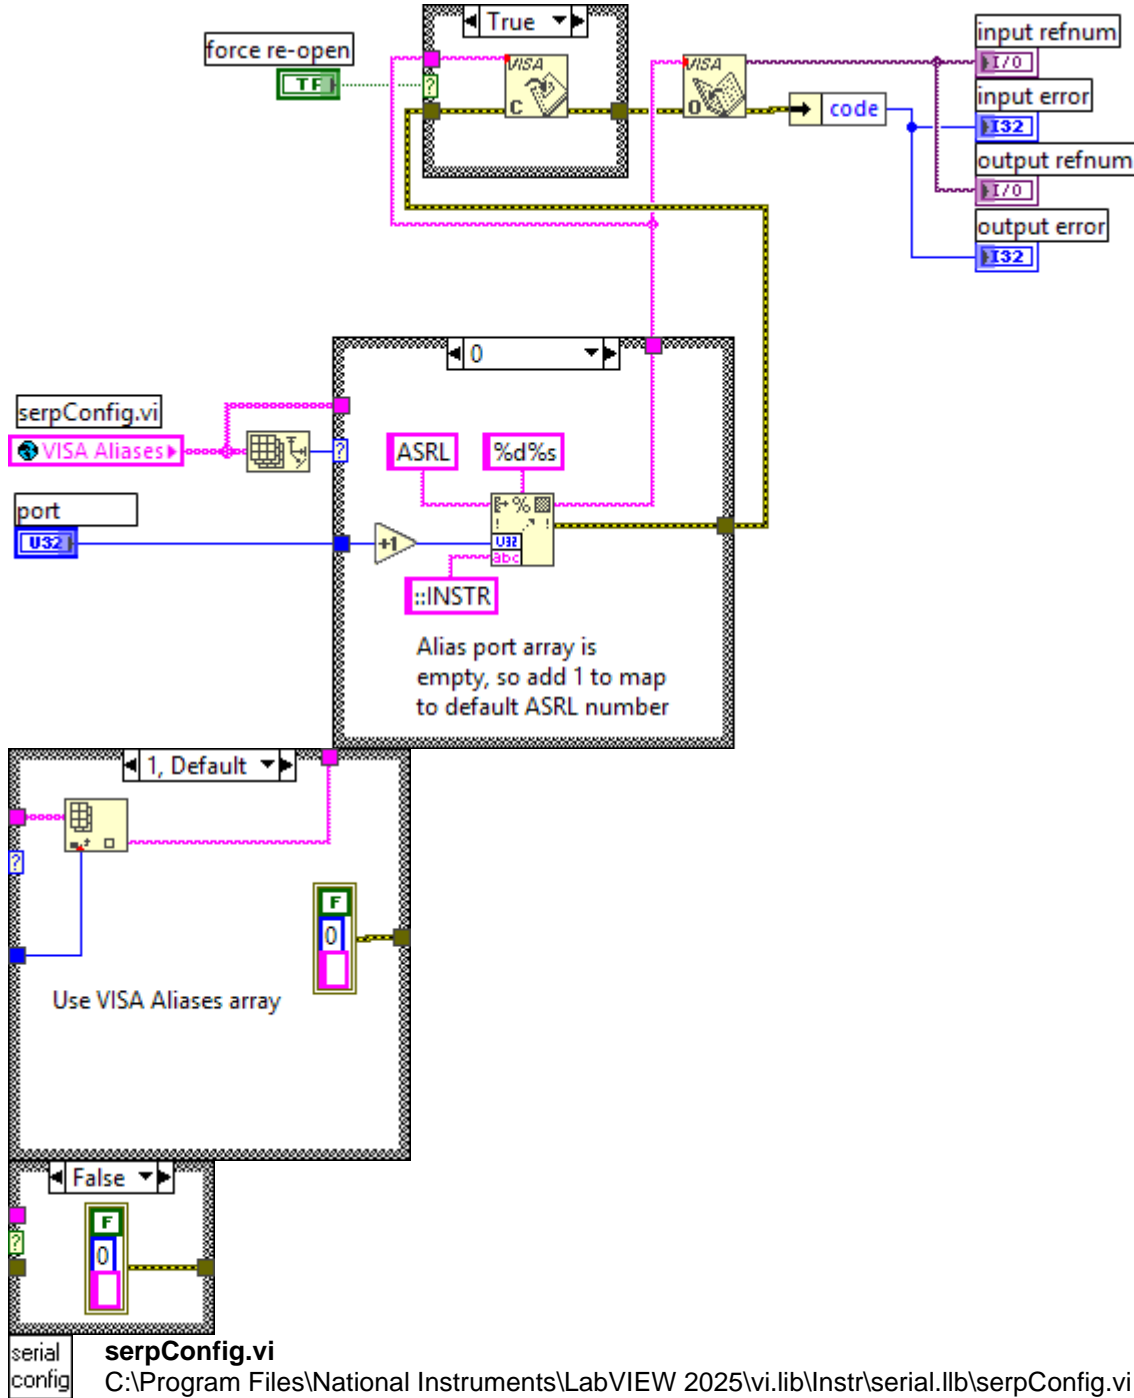 True
force re-open
TF
?
VISA
C
VISA
O
code
input refnum
I/O
input error
I32
output refnum
I/O
output error
I32
0
serpConfig.vi
VISA Aliases
?
ASRL
%d%s
port
U32
+1
%
! !
U32
abc
::INSTR
Alias port array is
empty, so add 1 to map
to default ASRL number
1, Default
?
F
0
Use VISA Aliases array
False
?
F
0
serial
config
serpConfig.vi
C:\Program Files\National Instruments\LabVIEW 2025\vi.lib\Instr\serial.llb\serpConfig.vi